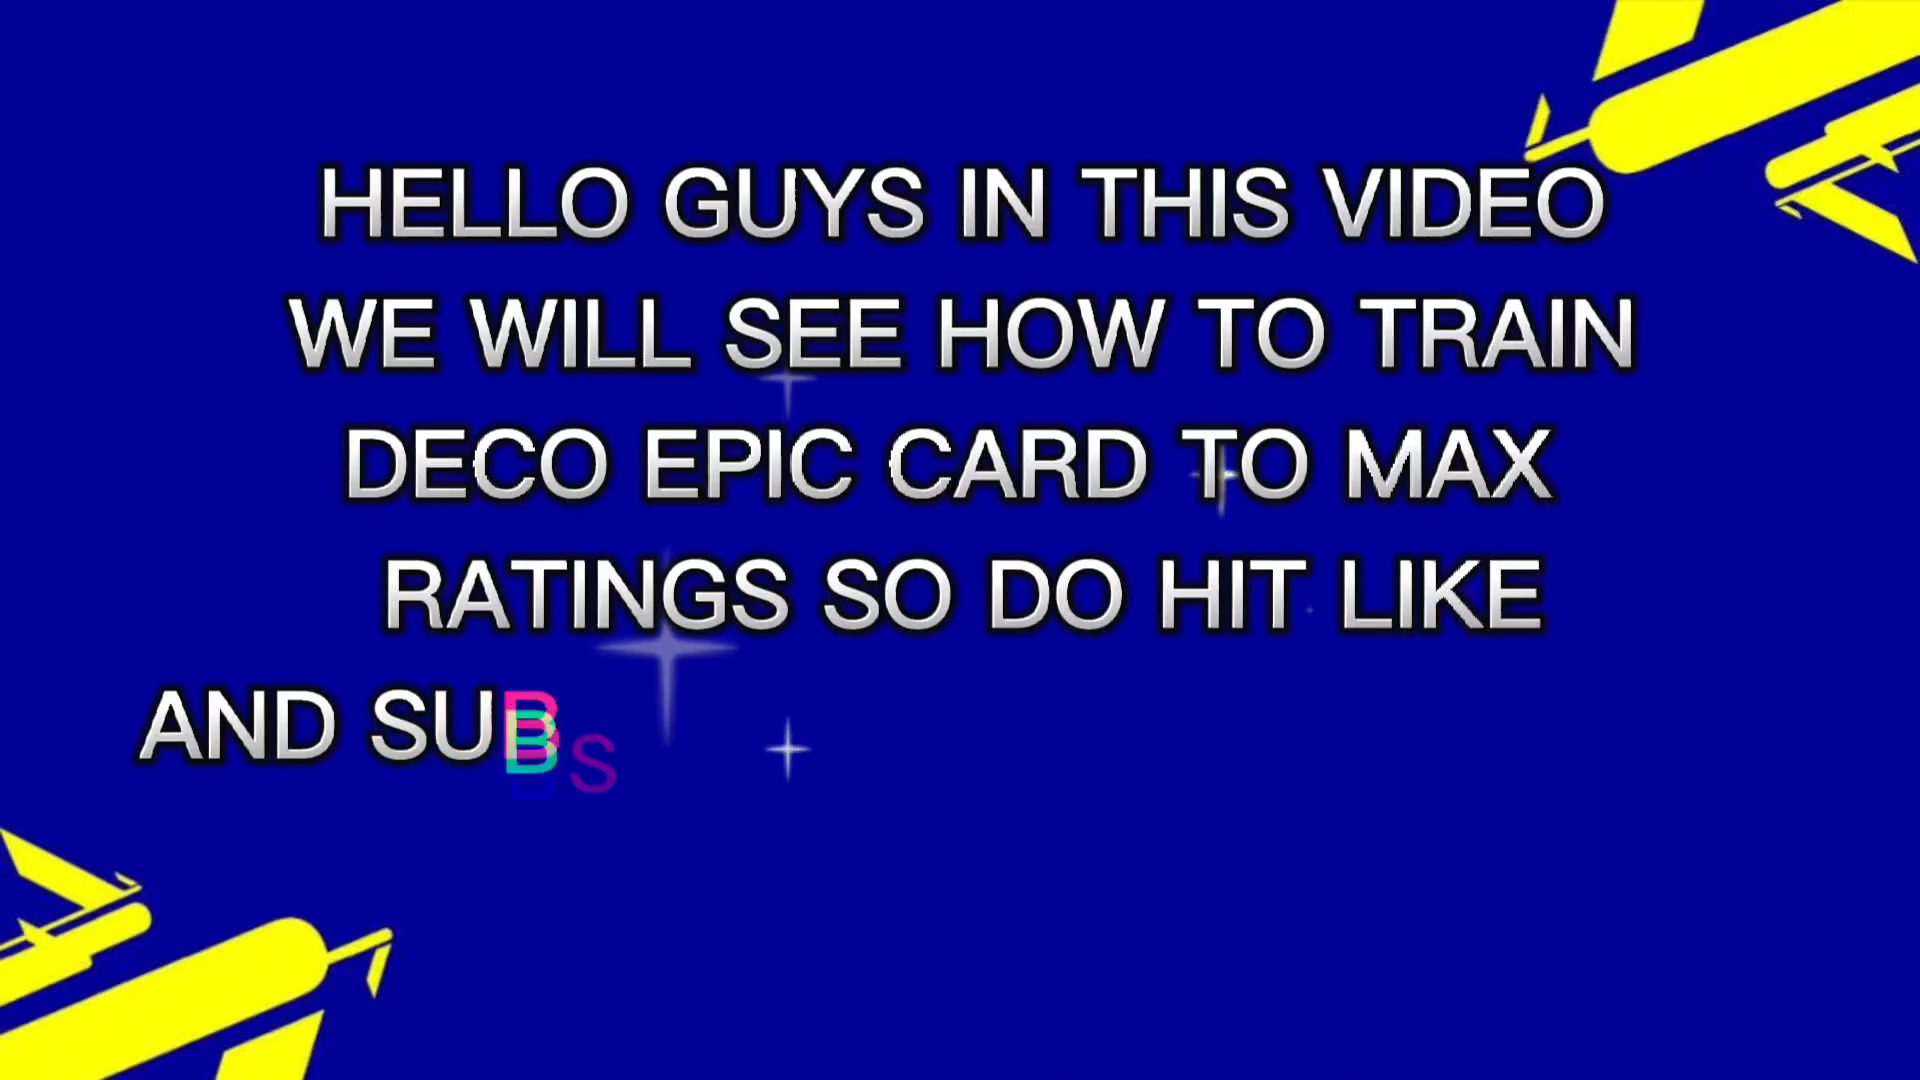 HELLO GUYS IN THIS VIDEO
WE WILL SEE HOW TO TRAIN
DECO EPIC CARD TO MAX
RATINGS SO DO HIT LIKE
AND SUBS